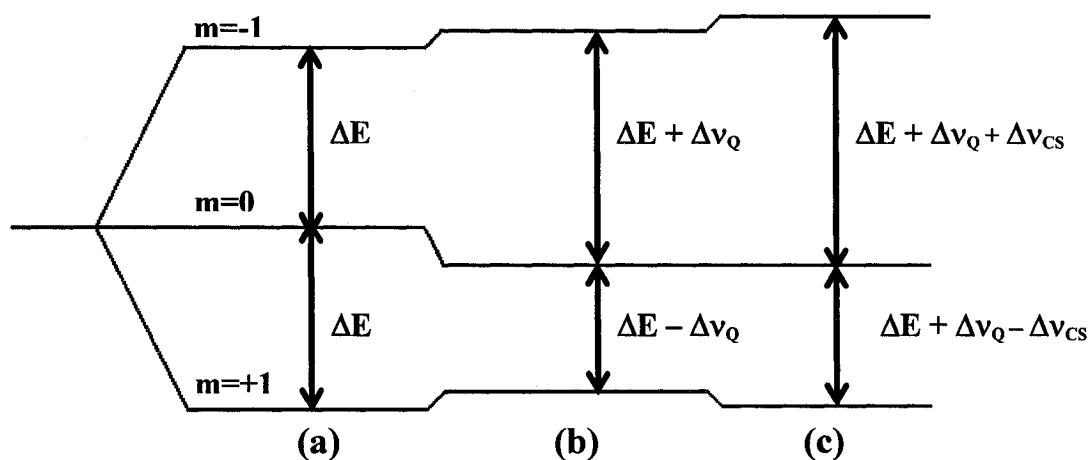 m=-1
ΔE
ΔE + Δν_Q
ΔE + Δν_Q + Δν_CS
m=0
ΔE
ΔE − Δν_Q
ΔE + Δν_Q − Δν_CS
m=+1
(a)
(b)
(c)